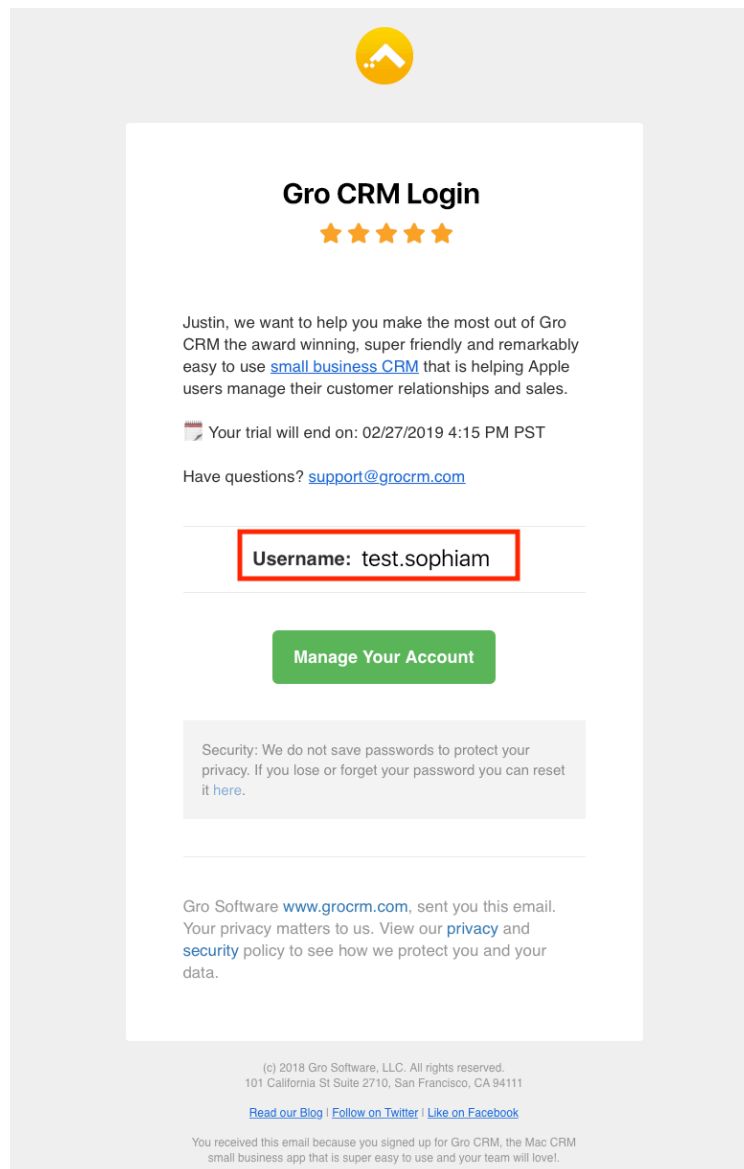 Gro CRM Login
Justin, we want to help you make the most out of Gro
CRM the award winning, super friendly and remarkably
easy to use small business CRM that is helping Apple
users manage their customer relationships and sales.
Your trial will end on: 02/27/2019 4:15 PM PST
Have questions? support@grocrm.com
Username: test.sophiam
Manage Your Account
Security: We do not save passwords to protect your
privacy. If you lose or forget your password you can reset
it here.
Gro Software www.grocrm.com, sent you this email.
Your privacy matters to us. View our privacy and
security policy to see how we protect you and your
data.
(c) 2018 Gro Software, LLC. All rights reserved.
101 California St Suite 2710, San Francisco, CA 94111
Read our Blog | Follow on Twitter | Like on Facebook
You received this email because you signed up for Gro CRM, the Mac CRM
small business app that is super easy to use and your team will love!.